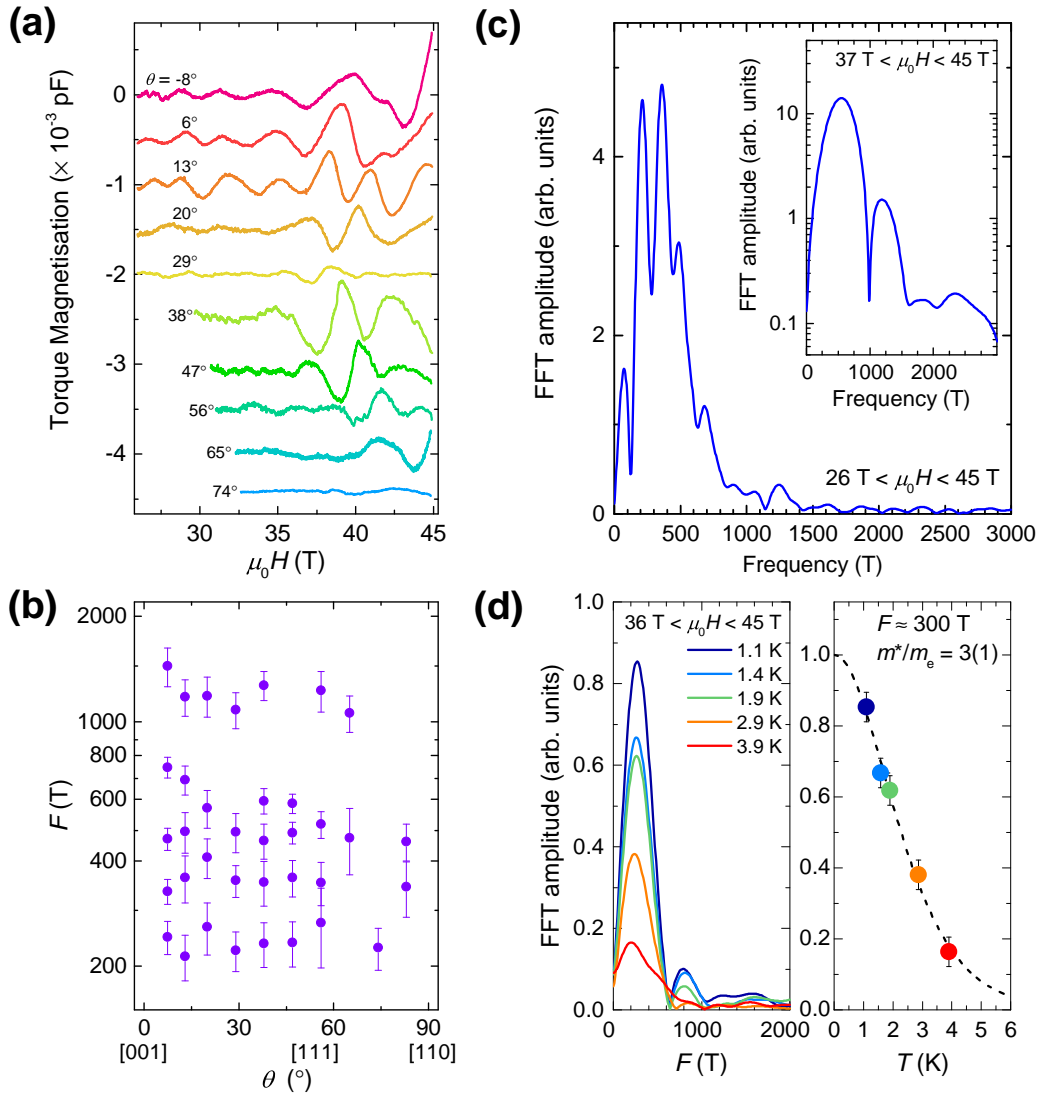 (a)
Torque Magnetisation (× 10⁻³ pF)
0
-1
-2
-3
-4
θ = -8°
6°
13°
20°
29°
38°
47°
56°
65°
74°
30 35 40 45
μ₀H (T)
(c)
FFT amplitude (arb. units)
4
2
0
0 500 1000 1500 2000 2500 3000
Frequency (T)
26 T < μ₀H < 45 T
37 T < μ₀H < 45 T
FFT amplitude (arb. units)
10
1
0.1
0 1000 2000
Frequency (T)
(b)
F (T)
2000
1000
800
600
400
200
0 30 60 90
[001] [111] [110]
θ (°)
(d)
FFT amplitude (arb. units)
1.0
0.8
0.6
0.4
0.2
0.0
36 T < μ₀H < 45 T
1.1 K
1.4 K
1.9 K
2.9 K
3.9 K
0 1000 2000
F (T)
F ≈ 300 T
m*/mₑ = 3(1)
1.0
0.8
0.6
0.4
0.2
0.0
0 1 2 3 4 5 6
T (K)